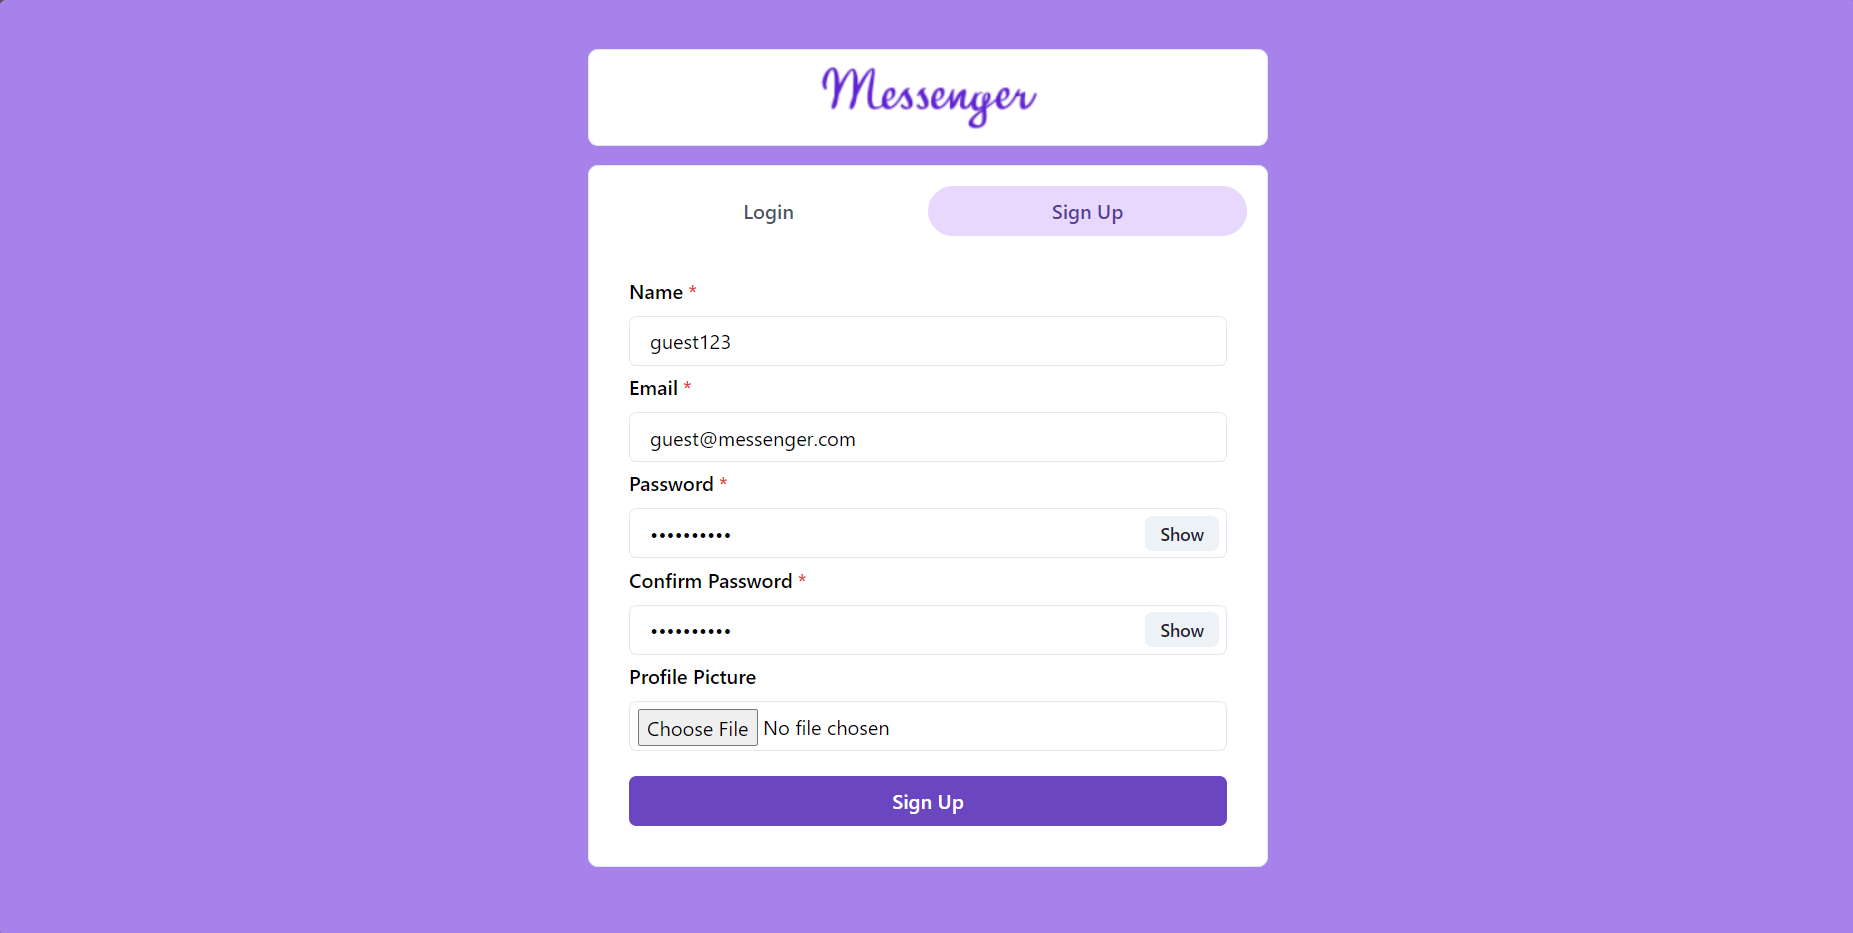 Messenger
Login Sign Up
Name *
guest123
Email *
guest@messenger.com
Password *
•••••••••• Show
Confirm Password *
•••••••••• Show
Profile Picture
Choose File No file chosen
Sign Up